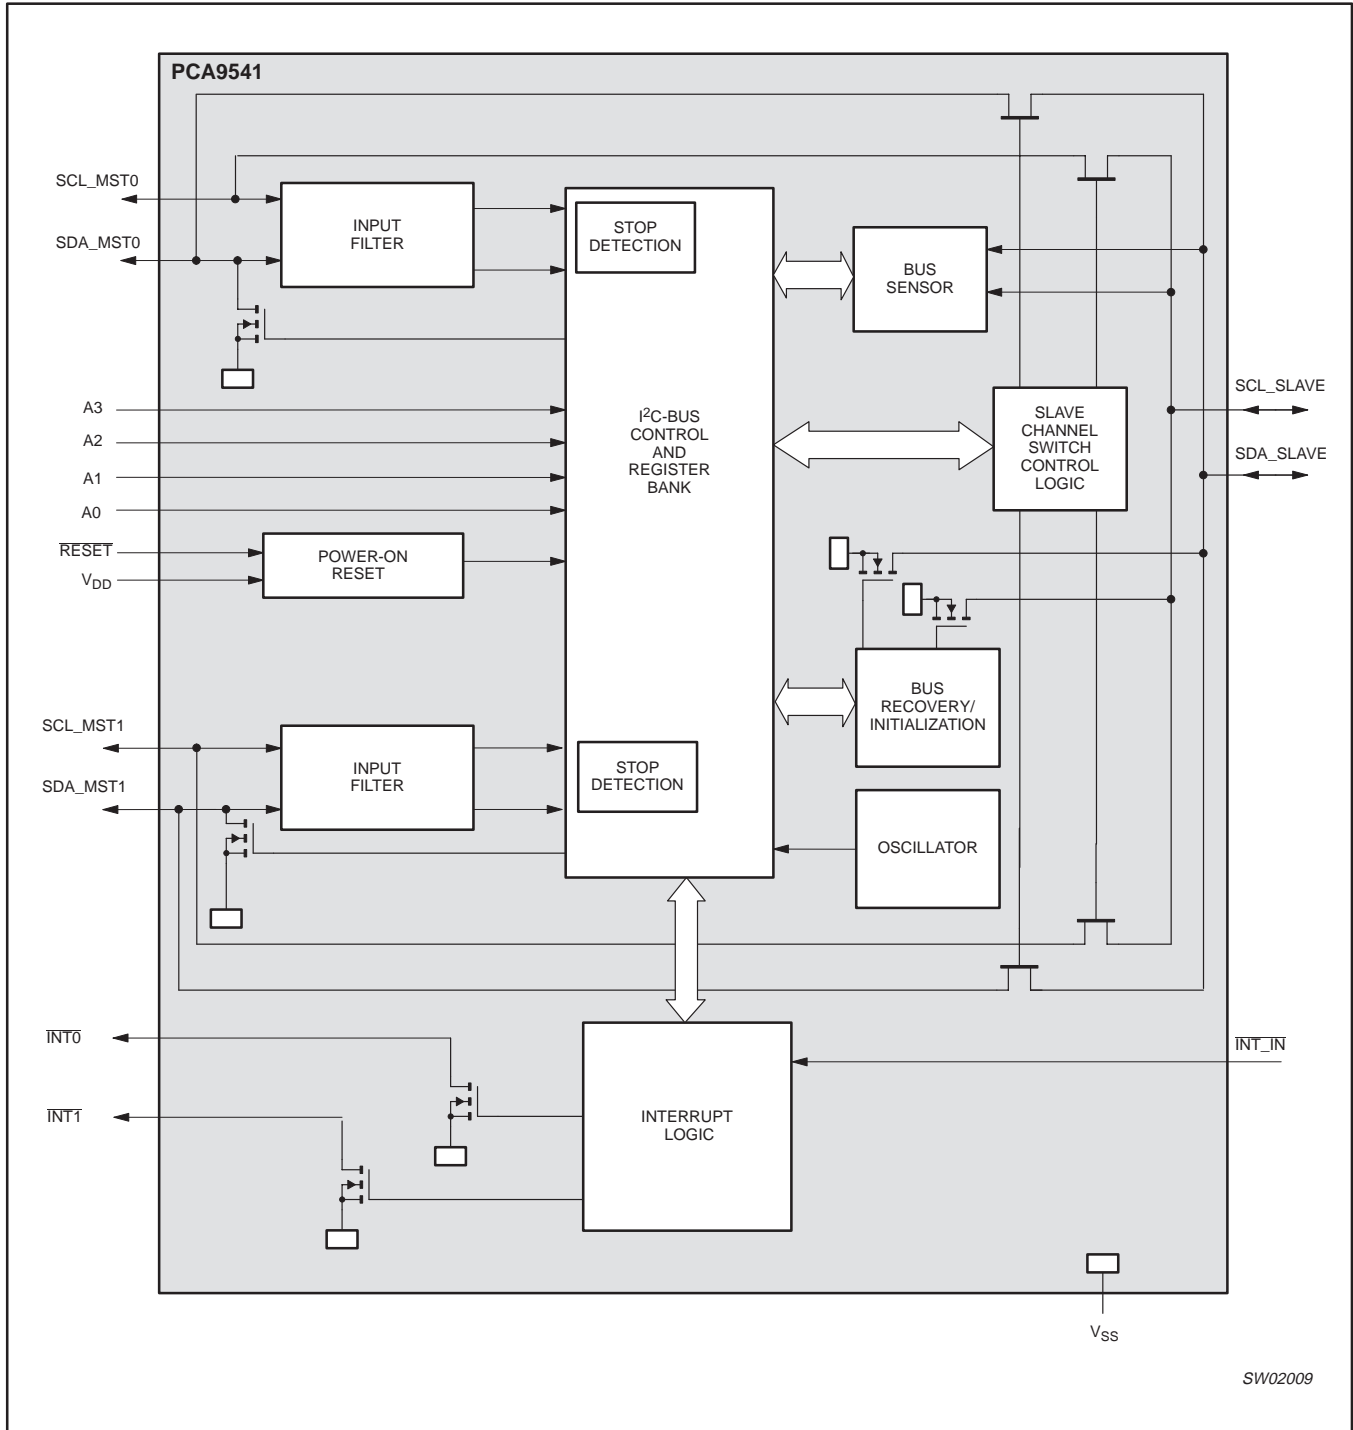 PCA9541
SCL_MST0
INPUT
FILTER
SDA_MST0
STOP
DETECTION
BUS
SENSOR
A3
A2
A1
A0
I2C-BUS
CONTROL
AND
REGISTER
BANK
SLAVE
CHANNEL
SWITCH
CONTROL
LOGIC
SCL_SLAVE
SDA_SLAVE
RESET
VDD
POWER-ON
RESET
BUS
RECOVERY/
INITIALIZATION
SCL_MST1
SDA_MST1
INPUT
FILTER
STOP
DETECTION
OSCILLATOR
INT0
INT1
INTERRUPT
LOGIC
INT_IN
VSS
SW02009